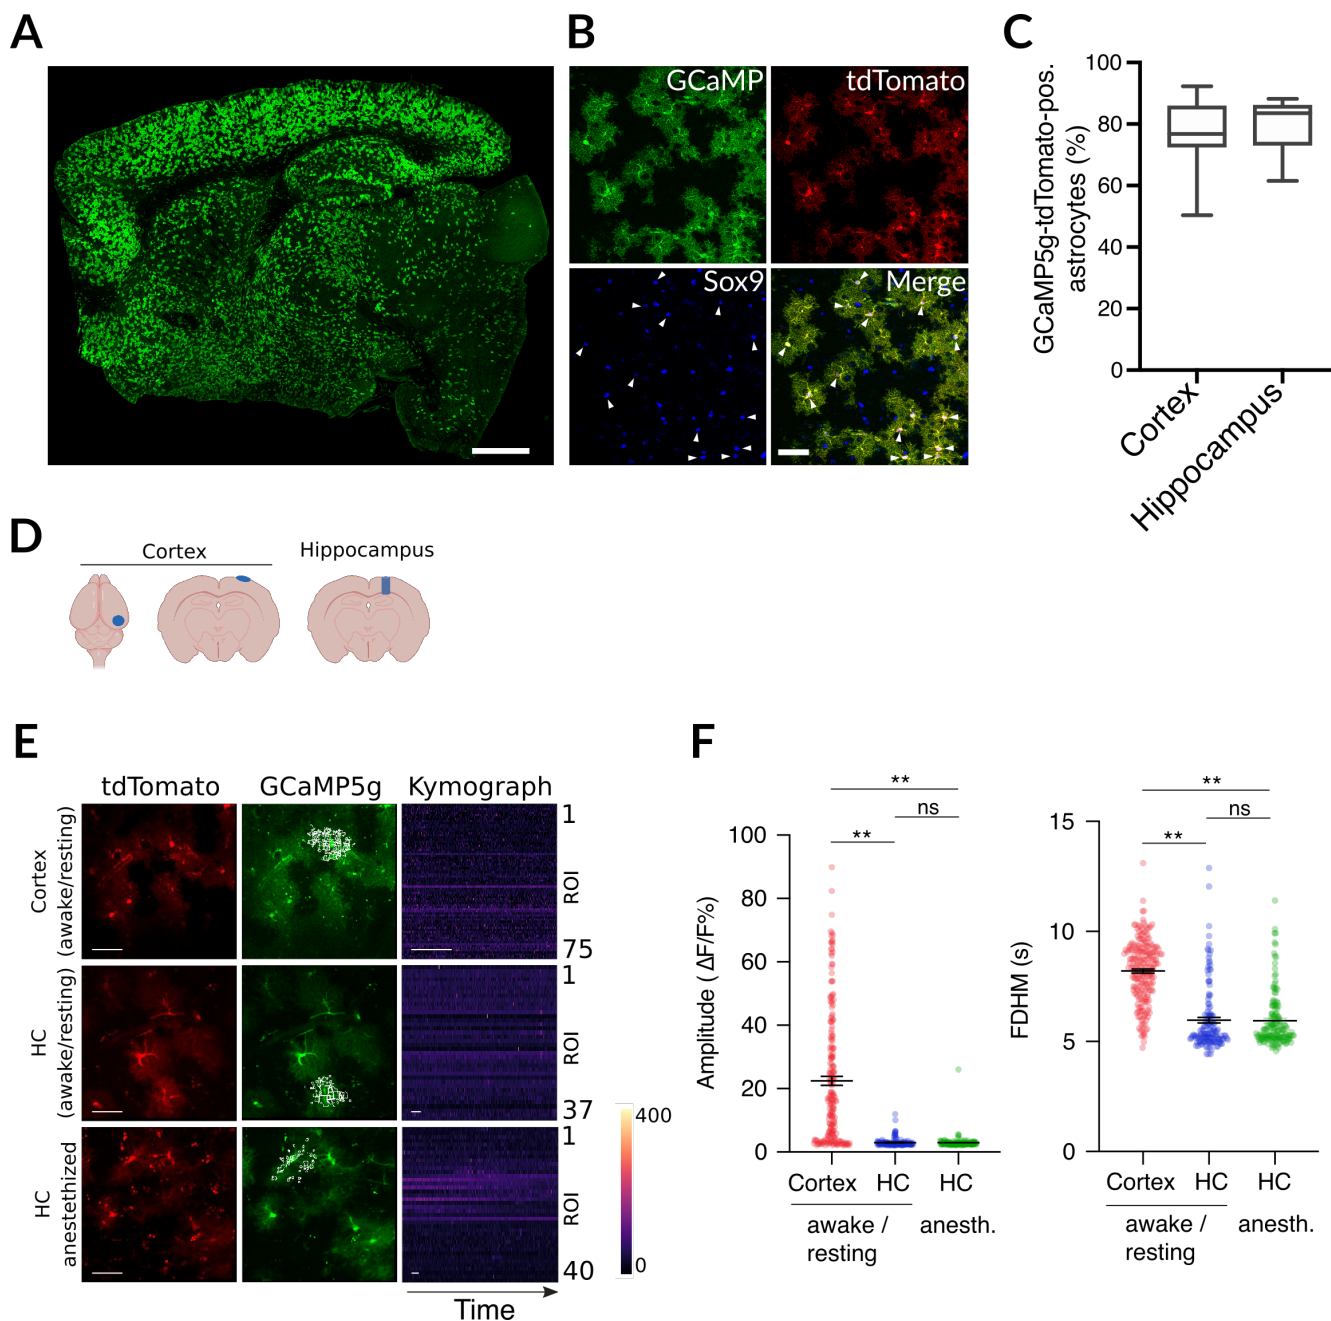 A
B
GCaMP
tdTomato
Sox9
Merge
C
GCaMP5g-tdTomato-pos.
astrocytes (%)
100
80
60
40
20
0
Cortex
Hippocampus
D
Cortex
Hippocampus
E
tdTomato
GCaMP5g
Kymograph
Cortex
(awake/resting)
1
ROI
75
HC
(awake/resting)
1
ROI
37
HC
anestethized
1
ROI
40
400
0
Time
F
**
ns
**
Amplitude (ΔF/F%)
100
80
60
40
20
0
Cortex
HC
HC
awake /
resting
anesth.
**
ns
**
FDHM (s)
15
10
5
0
Cortex
HC
HC
awake /
resting
anesth.